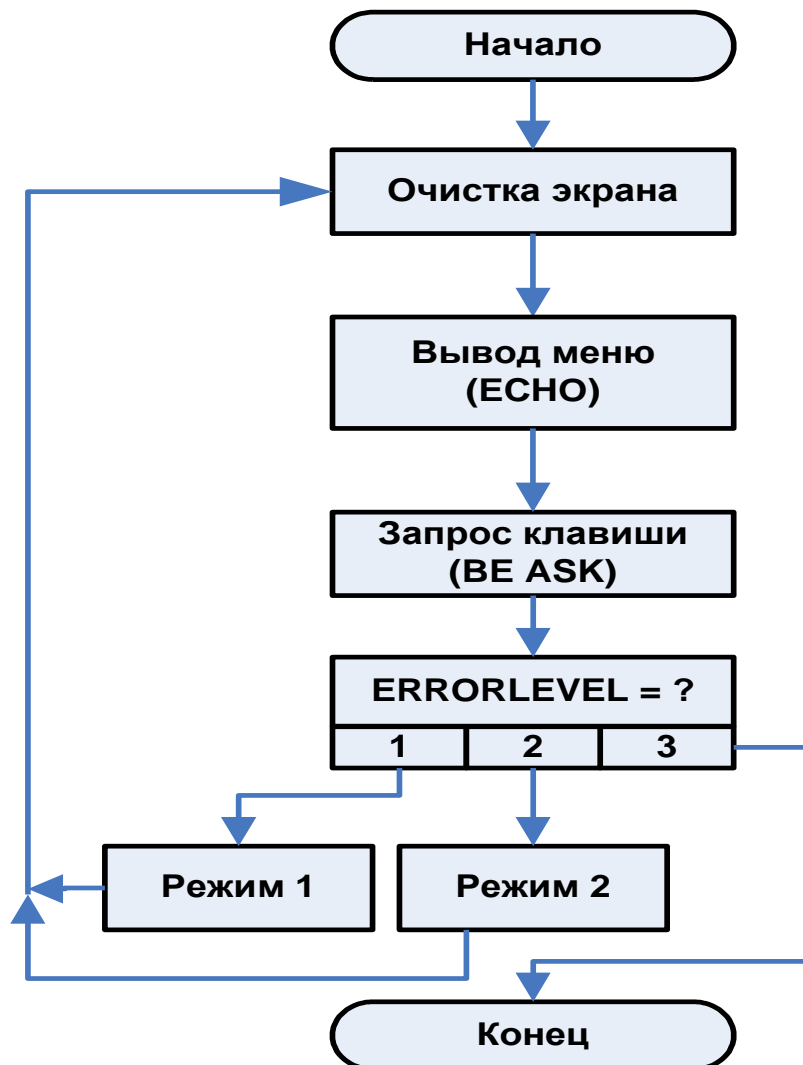 Начало
Очистка экрана
Вывод меню
(ECHO)
Запрос клавиши
(BE ASK)
ERRORLEVEL = ?
1 2 3
Режим 1 Режим 2
Конец